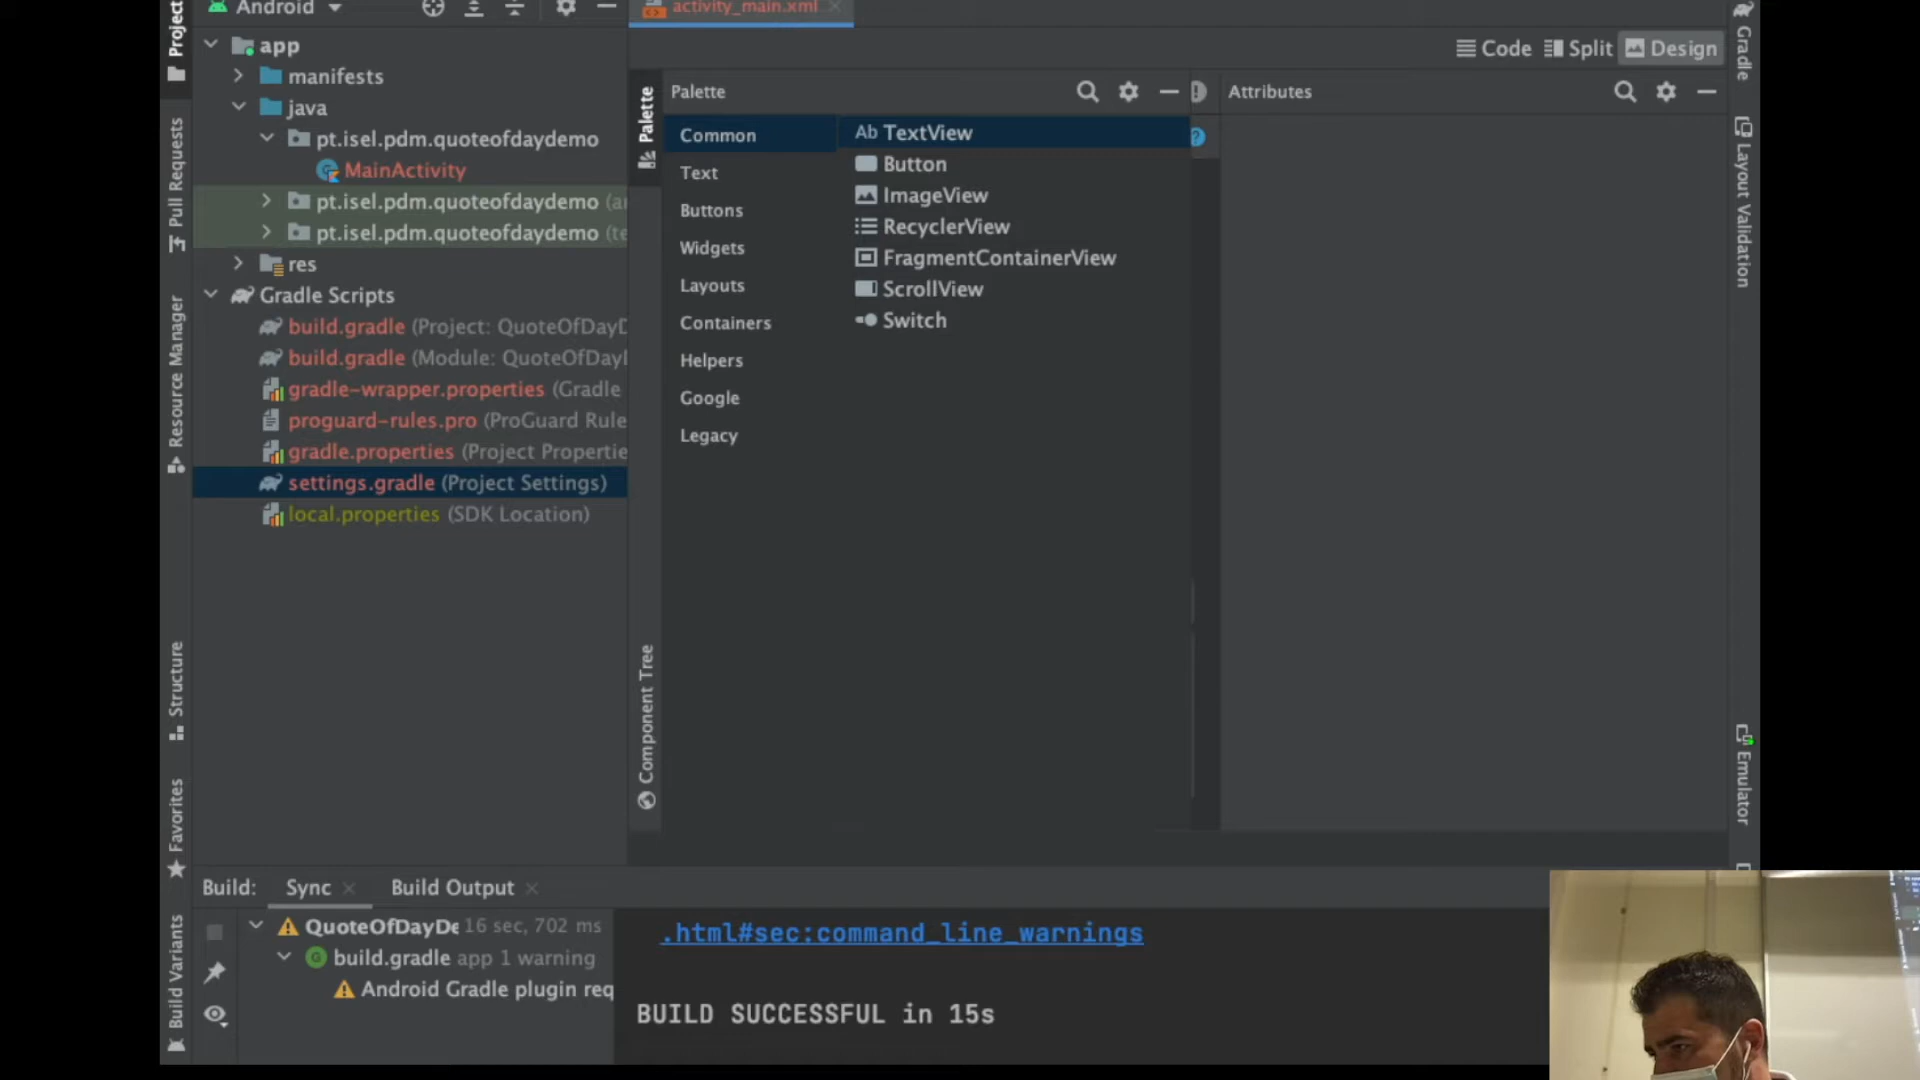 Project
Android
activity_main.xml
app
manifests
java
pt.isel.pdm.quoteofdaydemo
MainActivity
pt.isel.pdm.quoteofdaydemo (a
pt.isel.pdm.quoteofdaydemo (te
res
Gradle Scripts
build.gradle (Project: QuoteOfDayD
build.gradle (Module: QuoteOfDay
gradle-wrapper.properties (Gradle
proguard-rules.pro (ProGuard Rule
gradle.properties (Project Propertie
settings.gradle (Project Settings)
local.properties (SDK Location)
Pull Requests
Resource Manager
Structure
Favorites
Build Variants
Palette
Component Tree
Palette
Common
Text
Buttons
Widgets
Layouts
Containers
Helpers
Google
Legacy
Ab TextView
Button
ImageView
RecyclerView
FragmentContainerView
ScrollView
Switch
Code Split Design
Attributes
Gradle
Layout Validation
Emulator
Build: Sync Build Output
QuoteOfDayDe 16 sec, 702 ms
build.gradle app 1 warning
Android Gradle plugin req
.html#sec:command_line_warnings
BUILD SUCCESSFUL in 15s